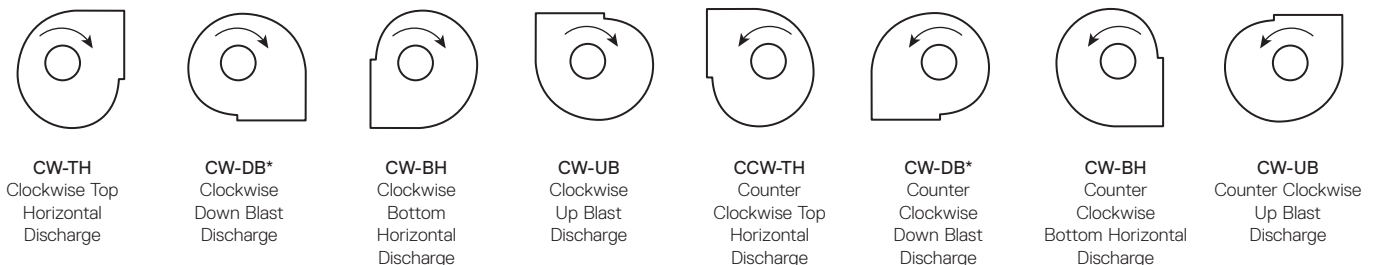 CW-TH
Clockwise Top
Horizontal
Discharge
CW-DB*
Clockwise
Down Blast
Discharge
CW-BH
Clockwise
Bottom
Horizontal
Discharge
CW-UB
Clockwise
Up Blast
Discharge
CCW-TH
Counter
Clockwise Top
Horizontal
Discharge
CW-DB*
Counter
Clockwise
Down Blast
Discharge
CW-BH
Counter
Clockwise
Bottom Horizontal
Discharge
CW-UB
Counter Clockwise
Up Blast
Discharge